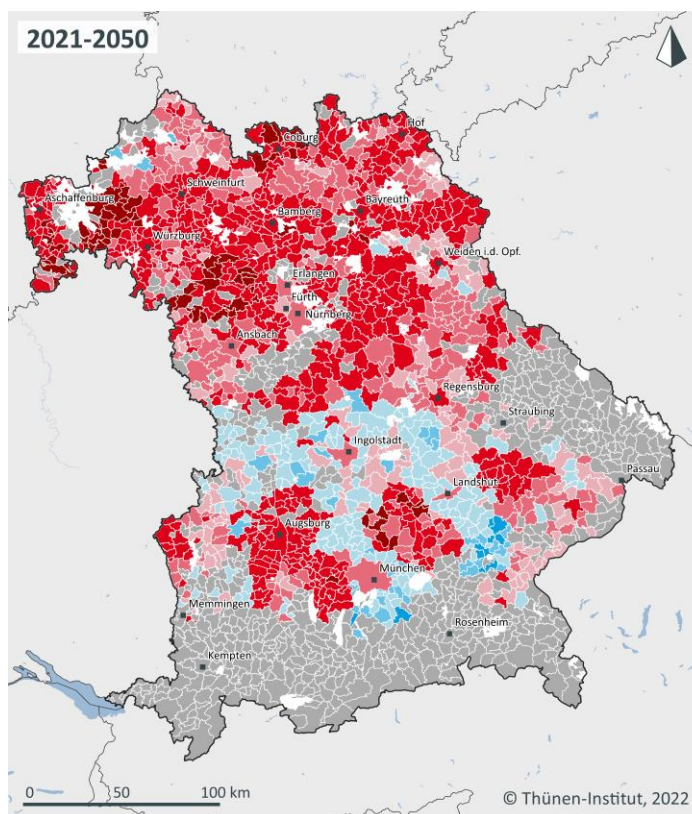 2021-2050
Hof
Coburg
Schweinfurt
Aschaffenburg
Bayreuth
Bamberg
Würzburg
Weiden i.d. Opf.
Erlangen
Fürth
Nürnberg
Ansbach
Regensburg
Straubing
Ingolstadt
Passau
Landshut
Augsburg
München
Memmingen
Rosenheim
Kempten
0 50 100 km
© Thünen-Institut, 2022